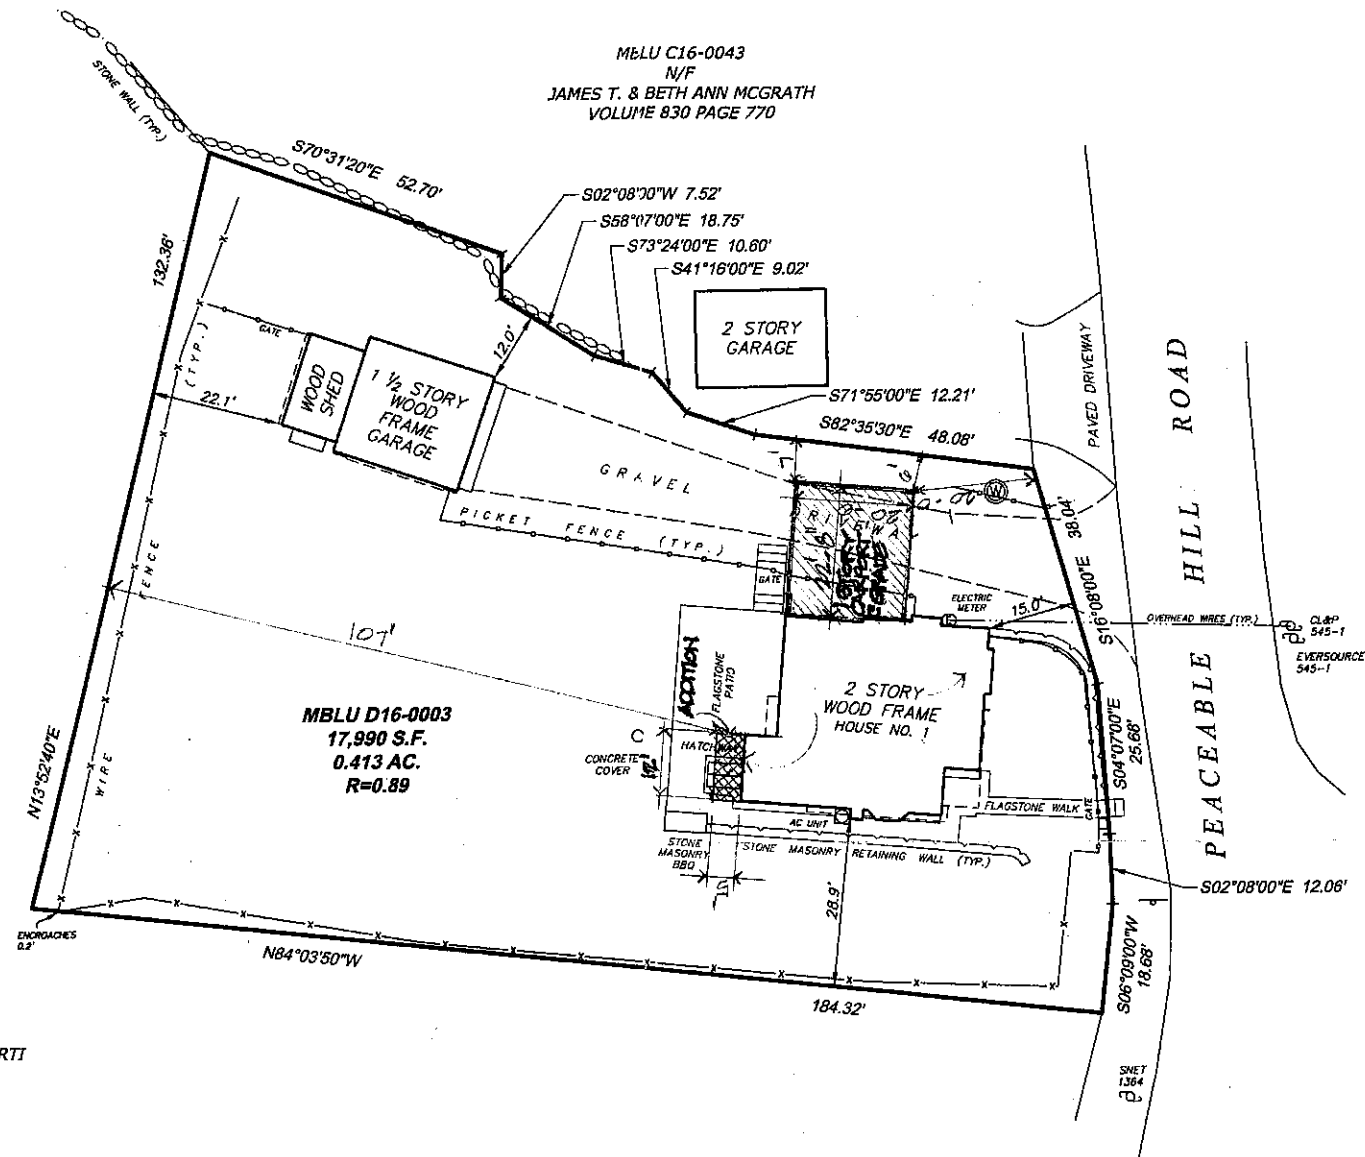 MBLU C16-0043
N/F
JAMES T. & BETH ANN MCGRATH
VOLUME 830 PAGE 770
STONE WALL (TYP.)
S70°31'20"E 52.70'
S02°08'00"W 7.52'
S58°07'00"E 18.75'
S73°24'00"E 10.60'
S41°16'00"E 9.02'
2 STORY
GARAGE
S71°55'00"E 12.21'
S82°35'30"E 48.08'
PAVED DRIVEWAY
PEACEABLE HILL ROAD
132.36'
(TYP.)
GATE
WOOD
SHED
1 ½ STORY
WOOD
FRAME
GARAGE
12.0'
22.1'
GRAVEL
W
38.04'
S16°08'00"E
PICKET FENCE (TYP.)
GATE
ELECTRIC
METER
15.0'
OVERHEAD WIRES (TYP.)
CL&P
545-1
EVERSOURCE
545-1
FENCE
107'
ADDITION
FLAGSTONE
PATIO
2 STORY
WOOD FRAME
HOUSE NO. 1
MBLU D16-0003
17,990 S.F.
0.413 AC.
R=0.89
C
CONCRETE
COVER
12'
S04°07'00"E
25.68'
FLAGSTONE WALK
GATE
AC UNIT
STONE
MASONRY
BBQ
STONE MASONRY RETAINING WALL (TYP.)
28.9'
S02°08'00"E 12.06'
N13°52'40"E
WIRE
ENCROACHES
0.2'
N84°03'50"W
184.32'
S06°09'00"W
18.68'
SNET
1364
RTI